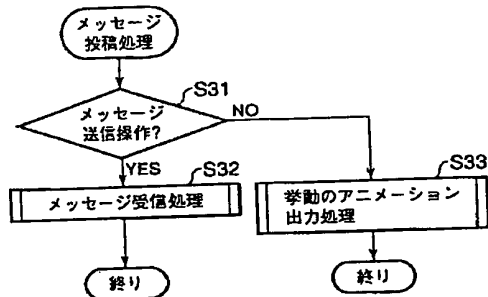 メッセージ
投稿処理
S31
メッセージ
送信操作?
NO
YES
S32
メッセージ受信処理
S33
挙動のアニメーション
出力処理
終り
終り